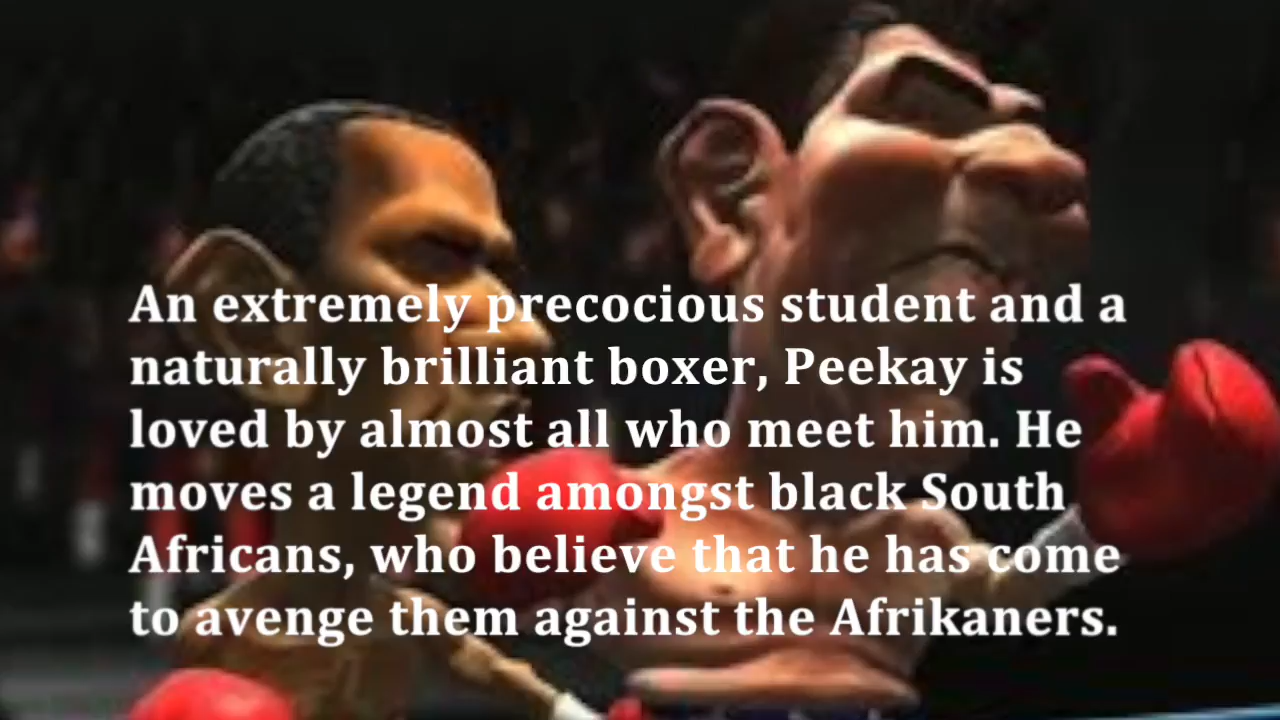 An extremely precocious student and a
naturally brilliant boxer, Peekay is
loved by almost all who meet him. He
moves a legend amongst black South
Africans, who believe that he has come
to avenge them against the Afrikaners.